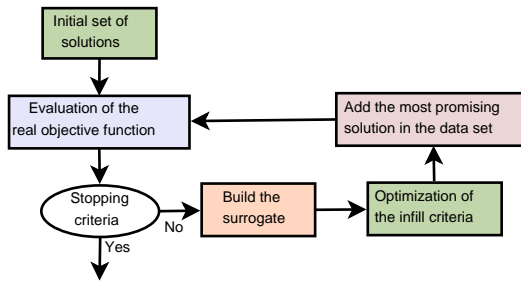 Initial set of
solutions
Evaluation of the
real objective function
Add the most promising
solution in the data set
Stopping
criteria
No
Yes
Build the
surrogate
Optimization of
the infill criteria